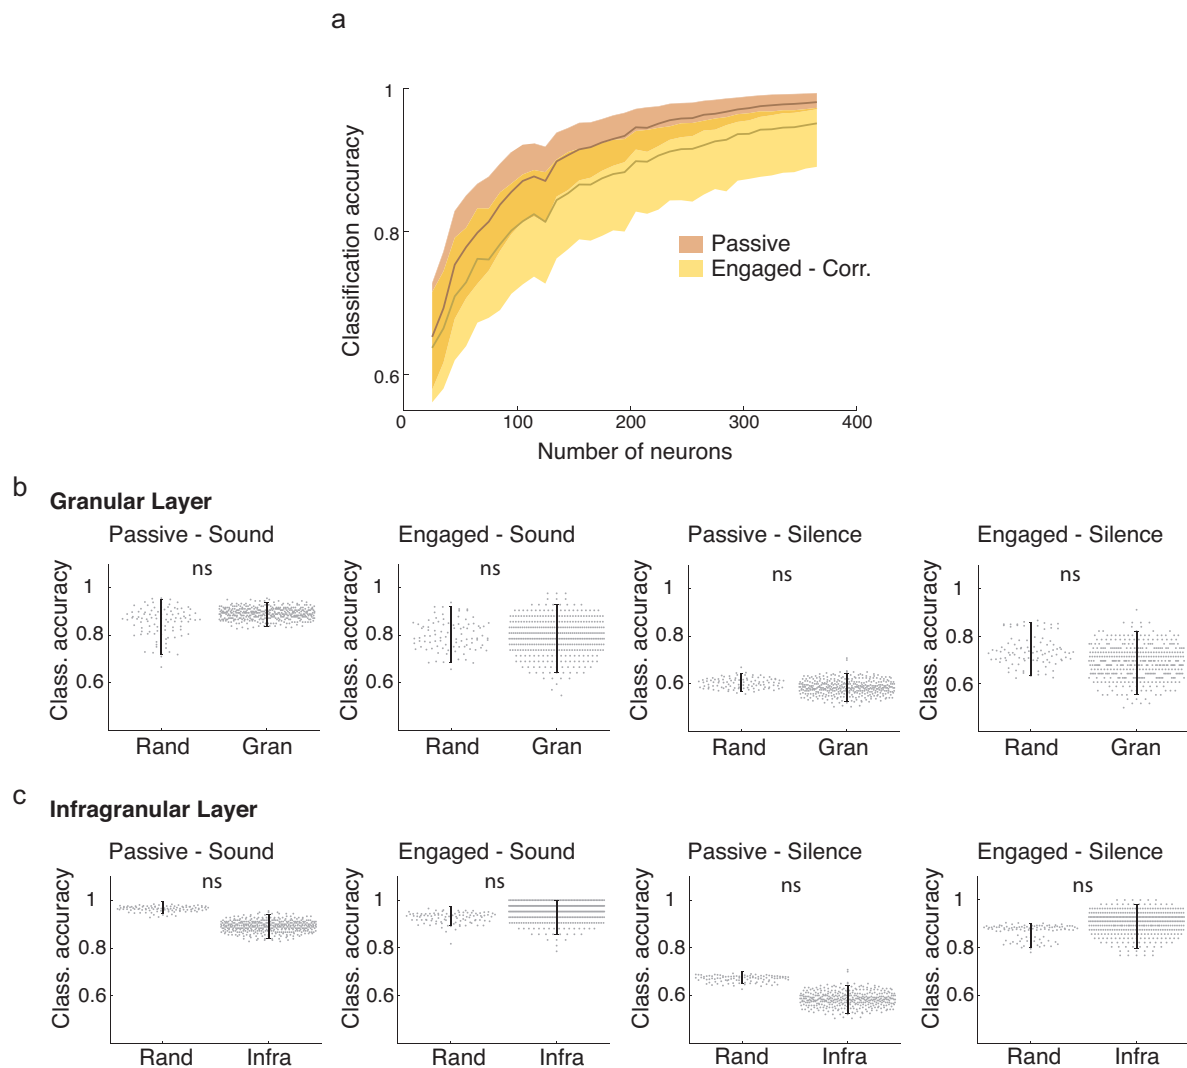 a
1
0.8
0.6
Classification accuracy
Passive
Engaged - Corr.
0
100
200
300
400
Number of neurons
b
Granular Layer
Passive - Sound
Engaged - Sound
Passive - Silence
Engaged - Silence
ns
ns
ns
ns
Class. accuracy
1
0.8
0.6
Class. accuracy
1
0.8
0.6
Class. accuracy
1
0.8
0.6
Class. accuracy
1
0.8
0.6
Rand Gran
Rand Gran
Rand Gran
Rand Gran
c
Infragranular Layer
Passive - Sound
Engaged - Sound
Passive - Silence
Engaged - Silence
ns
ns
ns
ns
Class. accuracy
1
0.8
0.6
Class. accuracy
1
0.8
0.6
Class. accuracy
1
0.8
0.6
Class. accuracy
1
0.8
0.6
Rand Infra
Rand Infra
Rand Infra
Rand Infra